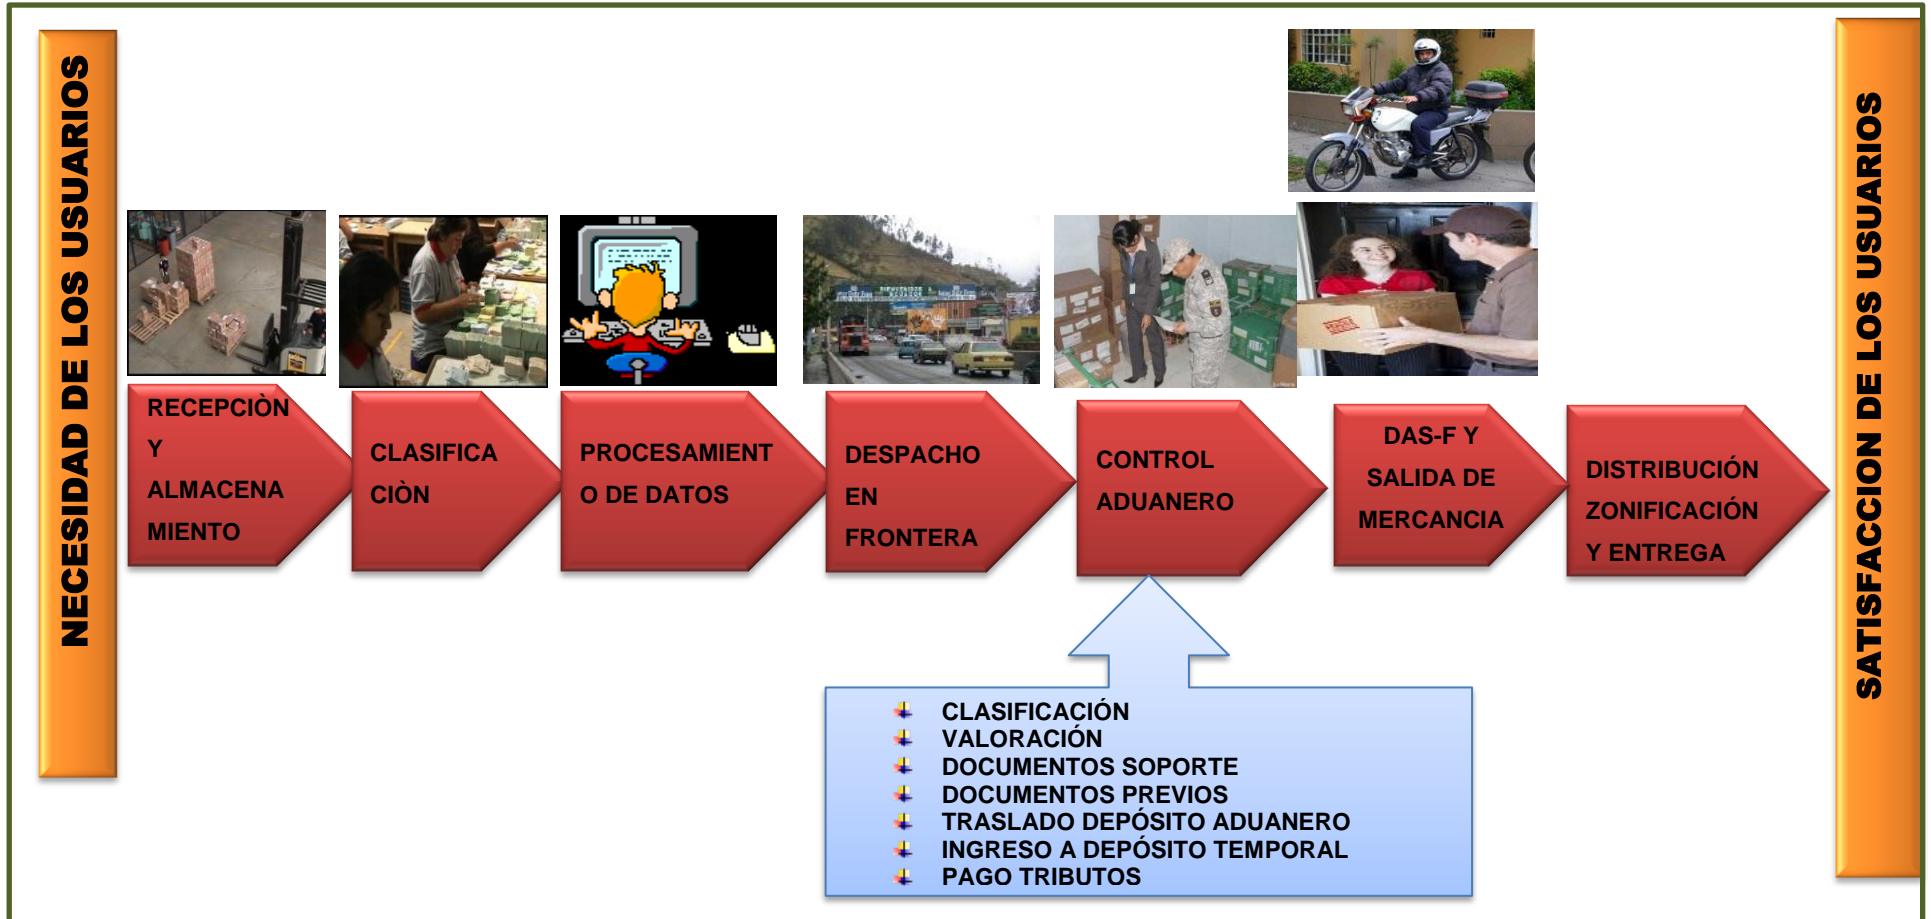 NECESIDAD DE LOS USUARIOS
RECEPCIÒN
Y
ALMACENA
MIENTO
CLASIFICA
CIÒN
PROCESAMIENT
O DE DATOS
DESPACHO
EN
FRONTERA
CONTROL
ADUANERO
DAS-F Y
SALIDA DE
MERCANCIA
DISTRIBUCIÓN
ZONIFICACIÓN
Y ENTREGA
CLASIFICACIÓN
VALORACIÓN
DOCUMENTOS SOPORTE
DOCUMENTOS PREVIOS
TRASLADO DEPÓSITO ADUANERO
INGRESO A DEPÓSITO TEMPORAL
PAGO TRIBUTOS
SATISFACCION DE LOS USUARIOS